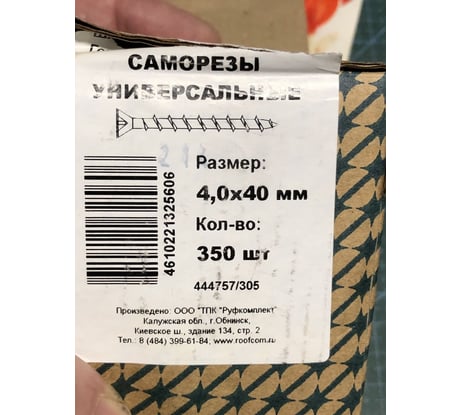 САМОРЕЗЫ
УНИВЕРСАЛЬНЫЕ
Размер:
4,0х40 мм
Кол-во:
350 шт
444757/305
4610221325606
Произведено: ООО "ТПК "Руфкомплект"
Калужская обл., г.Обнинск,
Киевское ш., здание 134, стр. 2
Тел.: 8 (484) 399-61-84; www.roofcom.ru